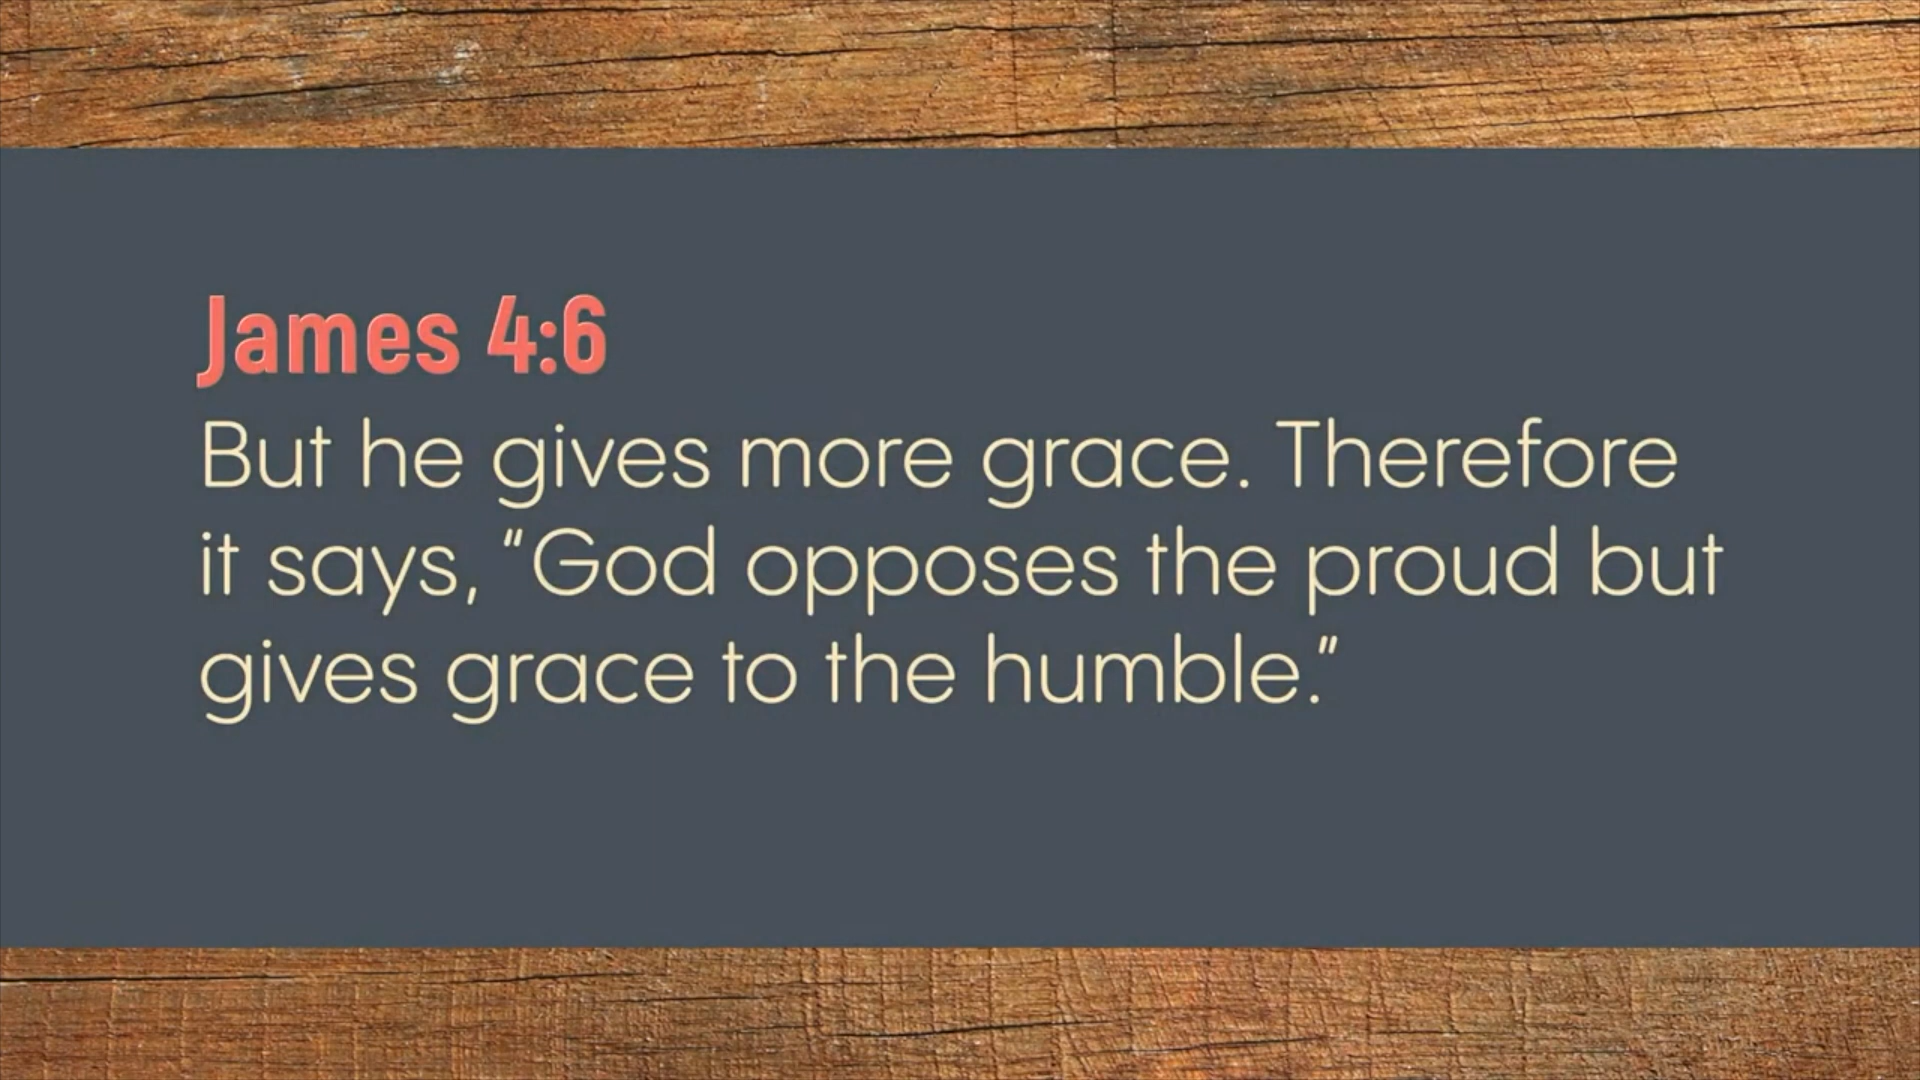 James 4:6
But he gives more grace. Therefore
it says, “God opposes the proud but
gives grace to the humble.”